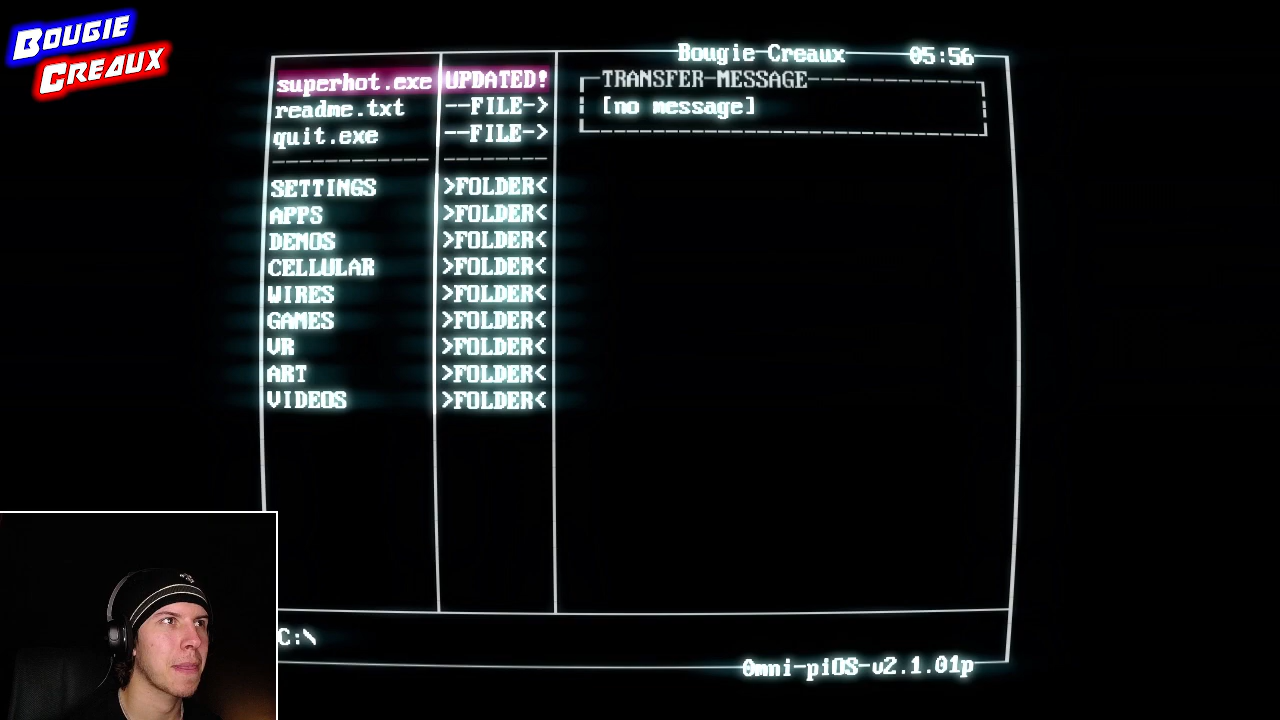 BOUGIE
CREAUX
Bougie Creaux 05:56
superhot.exe UPDATED!
readme.txt --FILE->
quit.exe --FILE->
SETTINGS >FOLDER<
APPS >FOLDER<
DEMOS >FOLDER<
CELLULAR >FOLDER<
WIRES >FOLDER<
GAMES >FOLDER<
VR >FOLDER<
ART >FOLDER<
VIDEOS >FOLDER<
TRANSFER-MESSAGE
[no message]
C:\
Omni-piOS-v2.1.01p